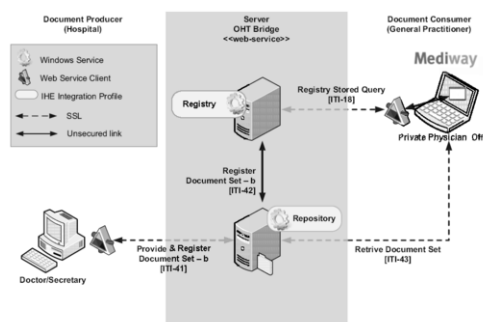 Document Producer
(Hospital)
Server
OHT Bridge
<<web-service>>
Document Consumer
(General Practitioner)
Windows Service
Web Service Client
IHE Integration Profile
SSL
Unsecured link
Mediway
Registry
Registry Stored Query
[ITI-18]
Private Physician Off
Register
Document Set – b
[ITI-42]
Repository
Provide & Register
Document Set – b
[ITI-41]
Retrive Document Set
[ITI-43]
Doctor/Secretary